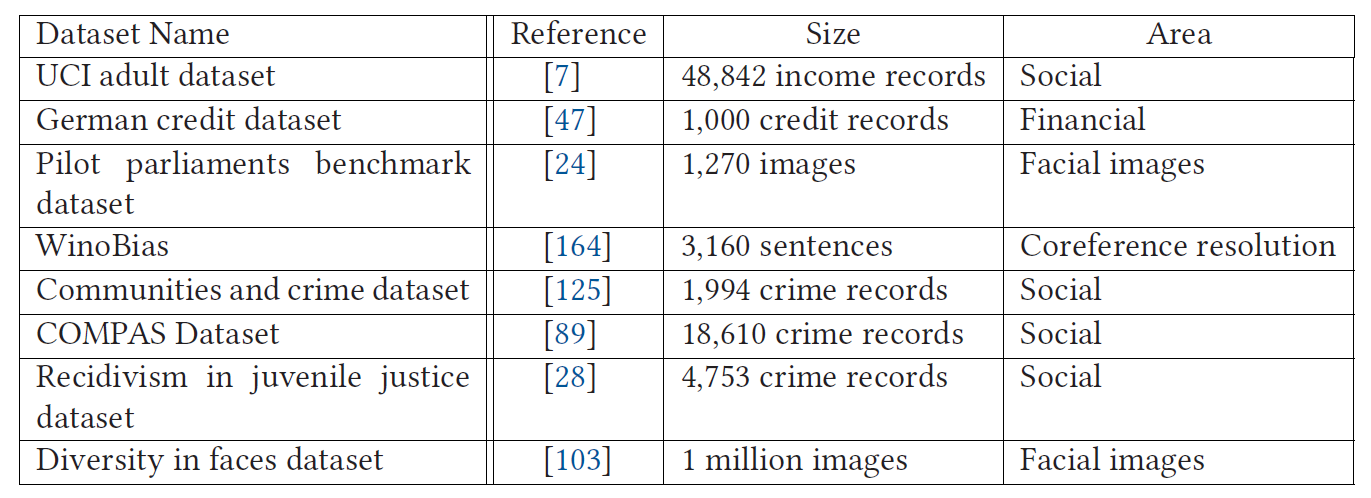 Dataset Name Reference Size Area
UCI adult dataset [7] 48,842 income records Social
German credit dataset [47] 1,000 credit records Financial
Pilot parliaments benchmark [24] 1,270 images Facial images
dataset
WinoBias [164] 3,160 sentences Coreference resolution
Communities and crime dataset [125] 1,994 crime records Social
COMPAS Dataset [89] 18,610 crime records Social
Recidivism in juvenile justice [28] 4,753 crime records Social
dataset
Diversity in faces dataset [103] 1 million images Facial images